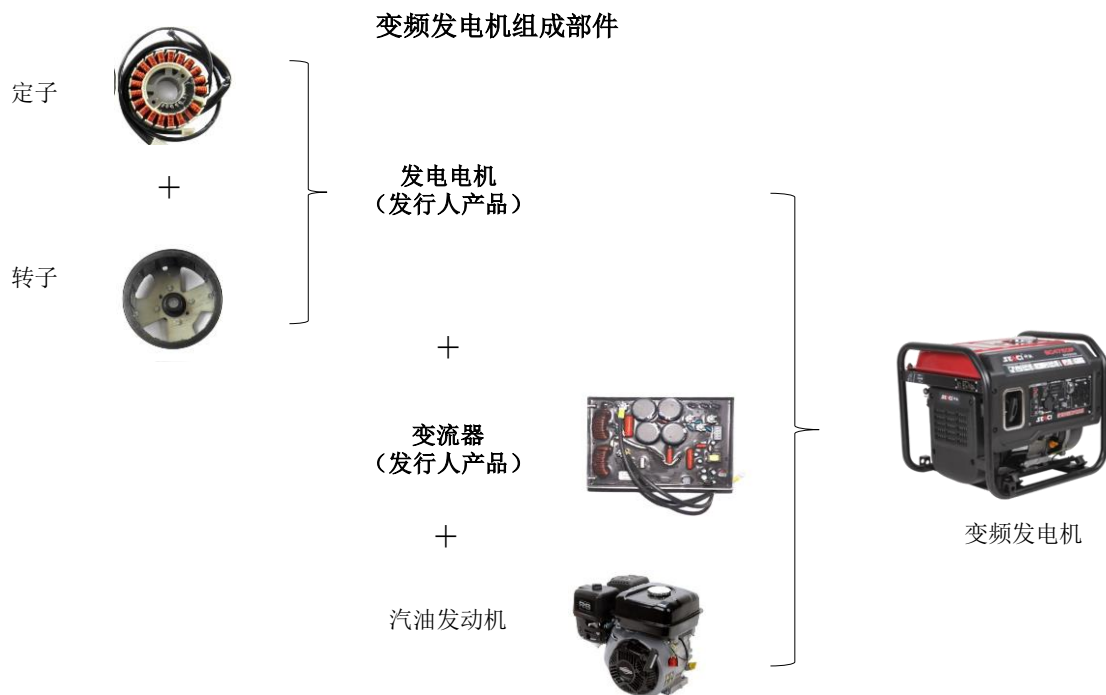 变频发电机组成部件
定子
+
转子
发电电机
（发行人产品）
+
变流器
（发行人产品）
+
汽油发动机
变频发电机
SENCI